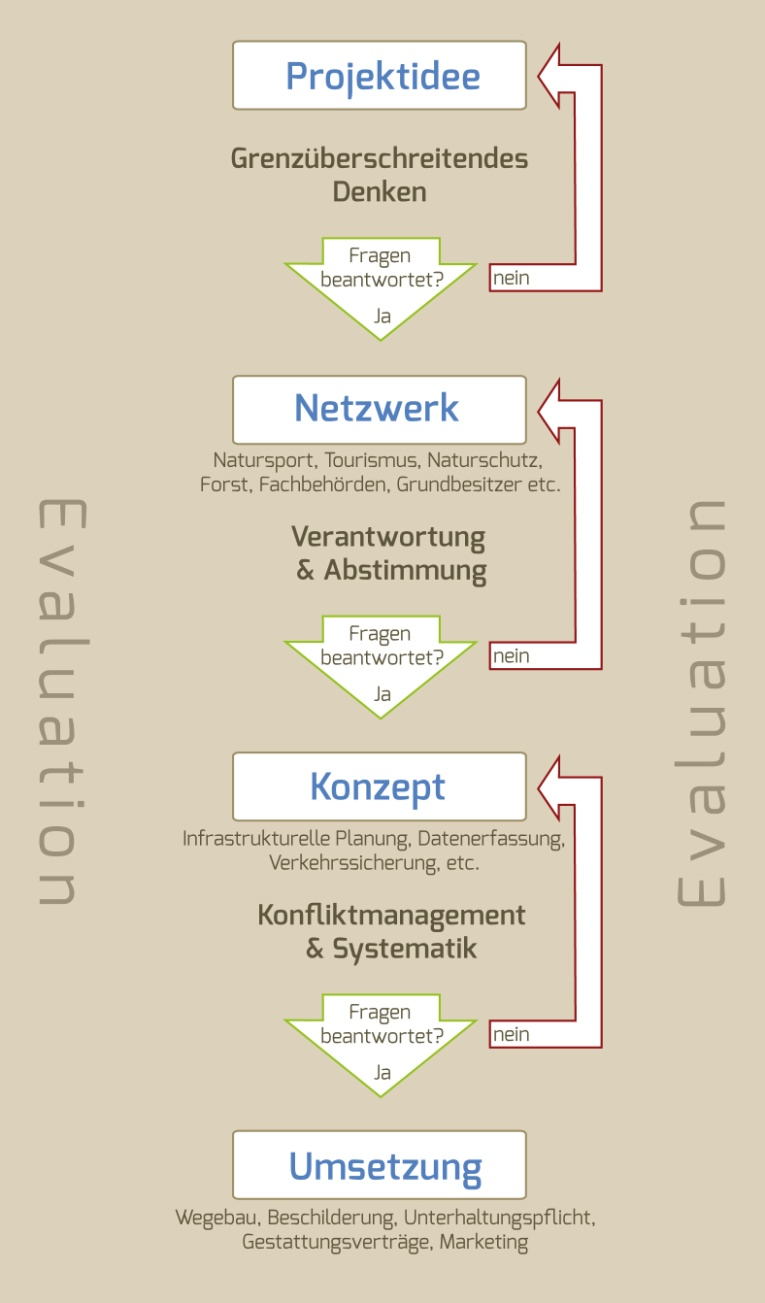 Projektidee
Grenzüberschreitendes
Denken
Fragen
beantwortet?
Ja
nein
Netzwerk
Natursport, Tourismus, Naturschutz,
Forst, Fachbehörden, Grundbesitzer etc.
Verantwortung
& Abstimmung
Fragen
beantwortet?
Ja
nein
Konzept
Infrastrukturelle Planung, Datenerfassung,
Verkehrssicherung, etc.
Konfliktmanagement
& Systematik
Fragen
beantwortet?
Ja
nein
Umsetzung
Wegebau, Beschilderung, Unterhaltungspflicht,
Gestattungsverträge, Marketing
Evaluation
Evaluation